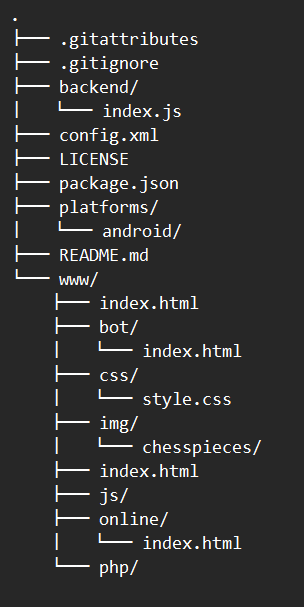 .
├── .gitattributes
├── .gitignore
├── backend/
│   └── index.js
├── config.xml
├── LICENSE
├── package.json
├── platforms/
│   └── android/
├── README.md
└── www/
    ├── index.html
    ├── bot/
    │   └── index.html
    ├── css/
    │   └── style.css
    ├── img/
    │   └── chesspieces/
    ├── index.html
    ├── js/
    ├── online/
    │   └── index.html
    └── php/